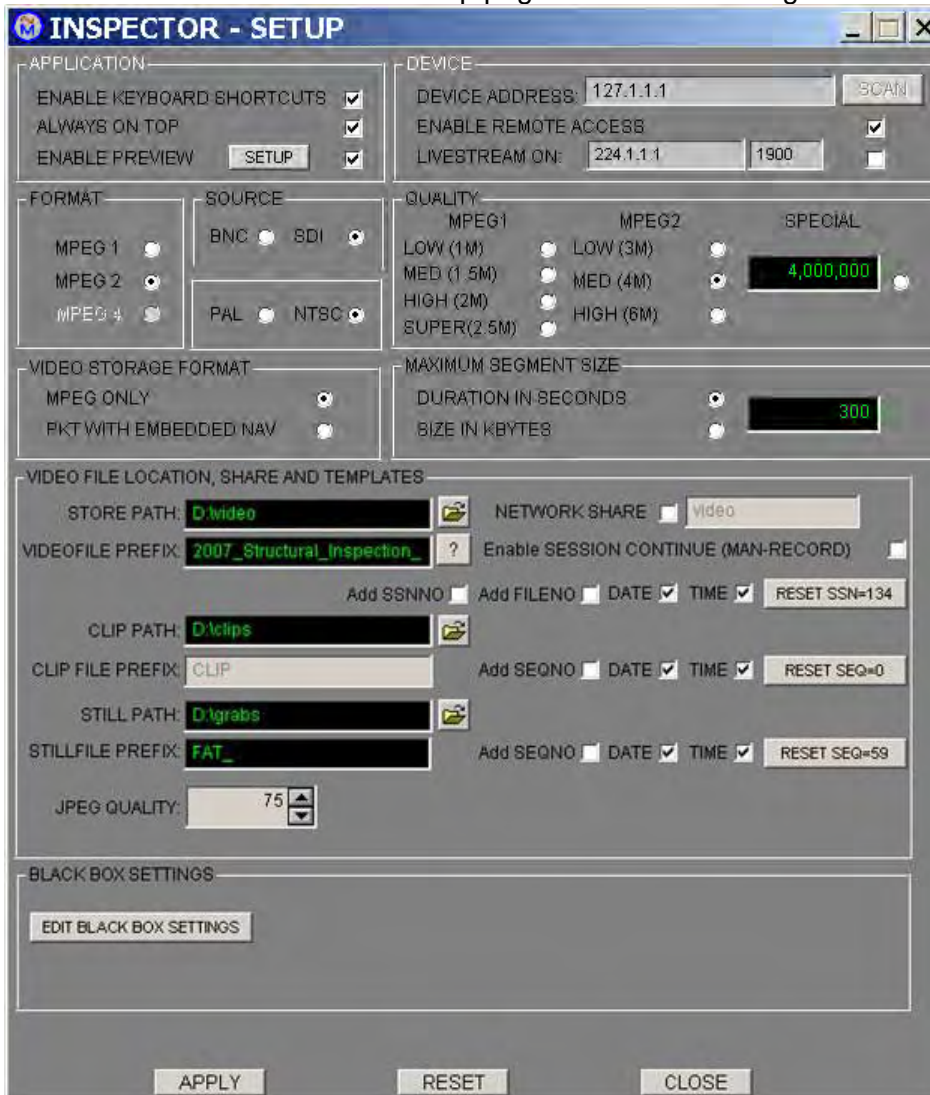 INSPECTOR - SETUP
APPLICATION
ENABLE KEYBOARD SHORTCUTS
ALWAYS ON TOP
ENABLE PREVIEW SETUP
DEVICE
DEVICE ADDRESS: 127.1.1.1 SCAN
ENABLE REMOTE ACCESS
LIVESTREAM ON: 224.1.1.1 1900
FORMAT
MPEG 1
MPEG 2
MPEG 4
SOURCE
BNC SDI
PAL NTSC
QUALITY
MPEG1 MPEG2 SPECIAL
LOW (1M) LOW (3M)
MED (1.5M) MED (4M) 4,000,000
HIGH (2M) HIGH (6M)
SUPER(2.5M)
VIDEO STORAGE FORMAT
MPEG ONLY
PKT WITH EMBEDDED NAV
MAXIMUM SEGMENT SIZE
DURATION IN SECONDS 300
SIZE IN KBYTES
VIDEO FILE LOCATION, SHARE AND TEMPLATES
STORE PATH: D:\video NETWORK SHARE video
VIDEOFILE PREFIX: 2007_Structural_Inspection_ ? Enable SESSION CONTINUE (MAN-RECORD)
Add SSNNO Add FILENO DATE TIME RESET SSN=134
CLIP PATH: D:\clips
CLIP FILE PREFIX: CLIP Add SEQNO DATE TIME RESET SEQ=0
STILL PATH: D:\grabs
STILLFILE PREFIX: FAT_ Add SEQNO DATE TIME RESET SEQ=59
JPEG QUALITY: 75
BLACK BOX SETTINGS
EDIT BLACK BOX SETTINGS
APPLY RESET CLOSE